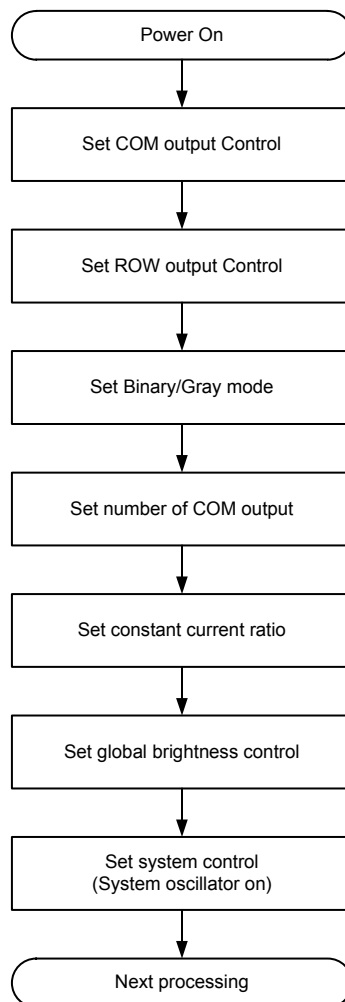 Power On
Set COM output Control
Set ROW output Control
Set Binary/Gray mode
Set number of COM output
Set constant current ratio
Set global brightness control
Set system control
(System oscillator on)
Next processing